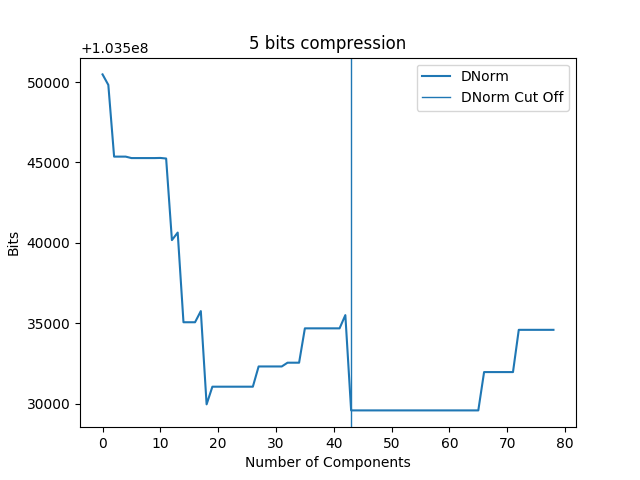 5 bits compression
+1.035e8
DNorm
DNorm Cut Off
50000
45000
40000
35000
30000
Bits
0 10 20 30 40 50 60 70 80
Number of Components